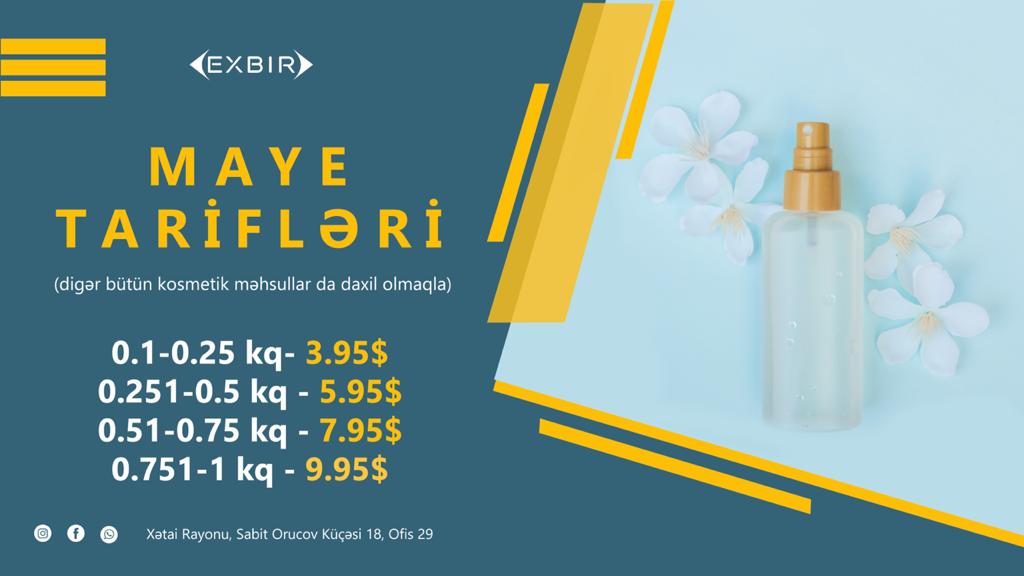 EXBIR
MAYE
TARİFLƏRİ
(digər bütün kosmetik məhsullar da daxil olmaqla)
0.1-0.25 kq- 3.95$
0.251-0.5 kq - 5.95$
0.51-0.75 kq - 7.95$
0.751-1 kq - 9.95$
Xətai Rayonu, Sabit Orucov Küçəsi 18, Ofis 29